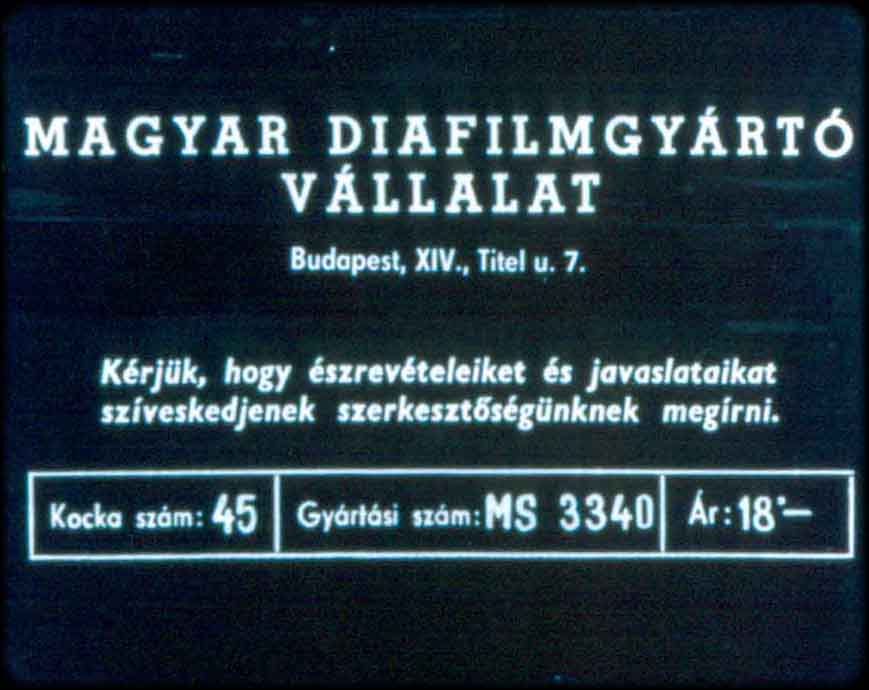 MAGYAR DIAFILMGYÁRTÓ
VÁLLALAT
Budapest, XIV., Titel u. 7.
Kérjük, hogy észrevételeiket és javaslataikat
szíveskedjenek szerkesztőségünknek megírni.
Kocka szám: 45 Gyártási szám: MS 3340 Ár: 18·—